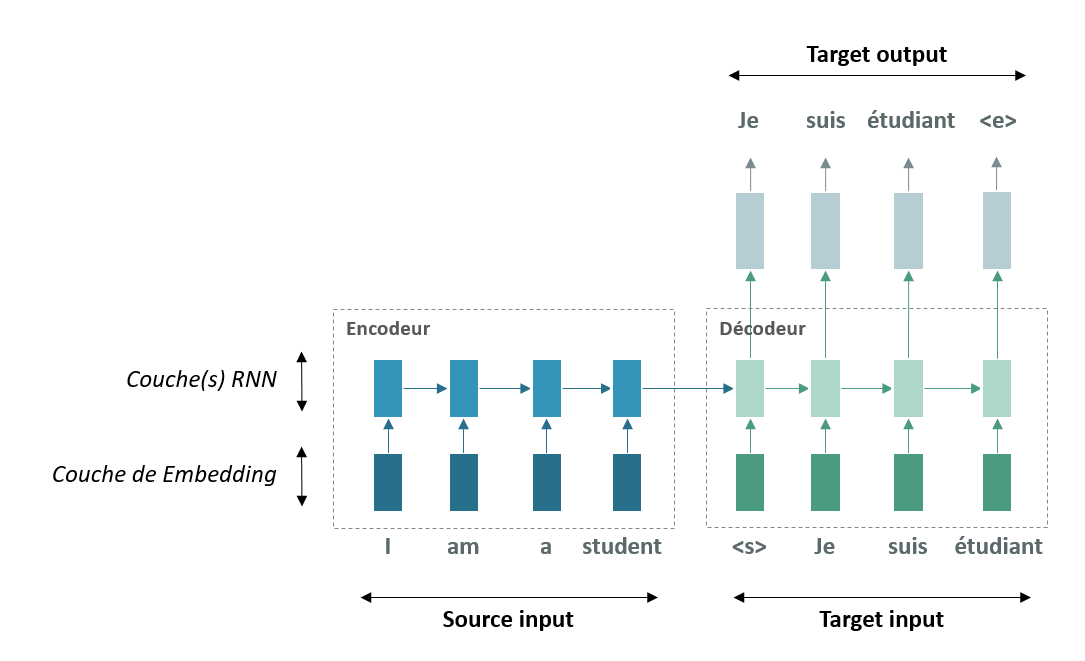 Target output
Je suis étudiant <e>
Encodeur
Décodeur
Couche(s) RNN
Couche de Embedding
I am a student
<s> Je suis étudiant
Source input
Target input